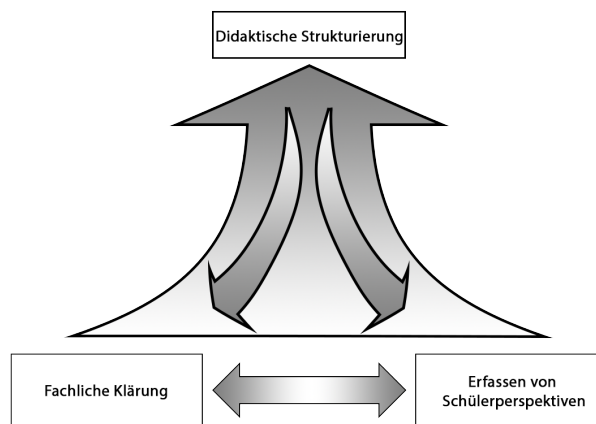 Didaktische Strukturierung
Fachliche Klärung
Erfassen von
Schülerperspektiven